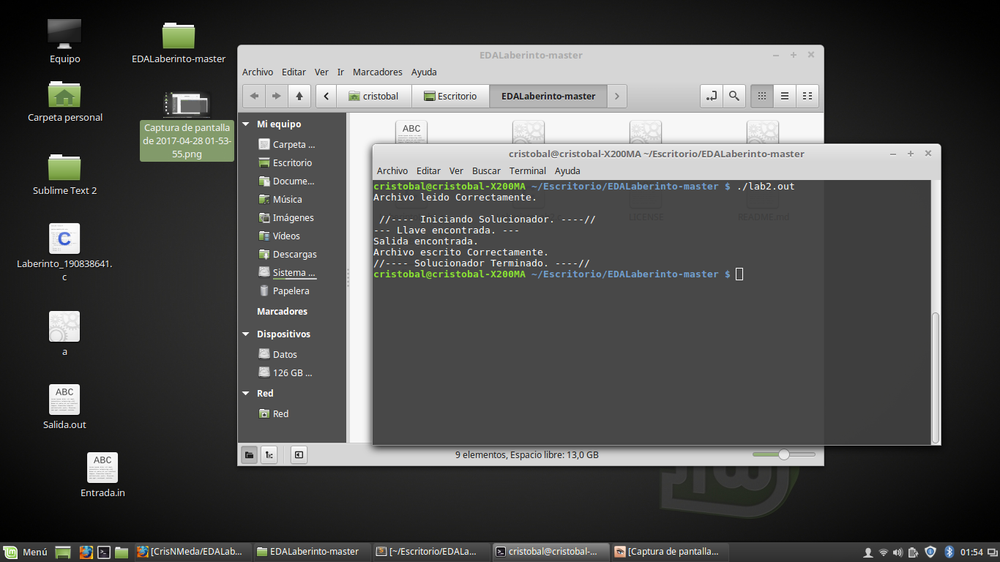 Equipo
EDALaberinto-master
Carpeta personal
Captura de pantalla
de 2017-04-28 01-53-
55.png
Sublime Text 2
Laberinto_190838641.
c
a
ABC
Salida.out
ABC
Entrada.in
EDALaberinto-master
Archivo Editar Ver Ir Marcadores Ayuda
cristobal Escritorio EDALaberinto-master
Mi equipo
Carpeta ...
Escritorio
Docume...
Música
Imágenes
Vídeos
Descargas
Sistema ...
Papelera
Marcadores
Dispositivos
Datos
126 GB ...
Red
Red
ABC
LICENSE
README.md
9 elementos, Espacio libre: 13,0 GB
cristobal@cristobal-X200MA ~/Escritorio/EDALaberinto-master
Archivo Editar Ver Buscar Terminal Ayuda
cristobal@cristobal-X200MA ~/Escritorio/EDALaberinto-master $ ./lab2.out
Archivo leido Correctamente.
//---- Iniciando Solucionador. ----//
--- Llave encontrada. ---
Salida encontrada.
Archivo escrito Correctamente.
//---- Solucionador Terminado. ----//
cristobal@cristobal-X200MA ~/Escritorio/EDALaberinto-master $
Menú [CrisNMeda/EDALab... EDALaberinto-master [~/Escritorio/EDALa... cristobal@cristobal-... [Captura de pantalla... 01:54